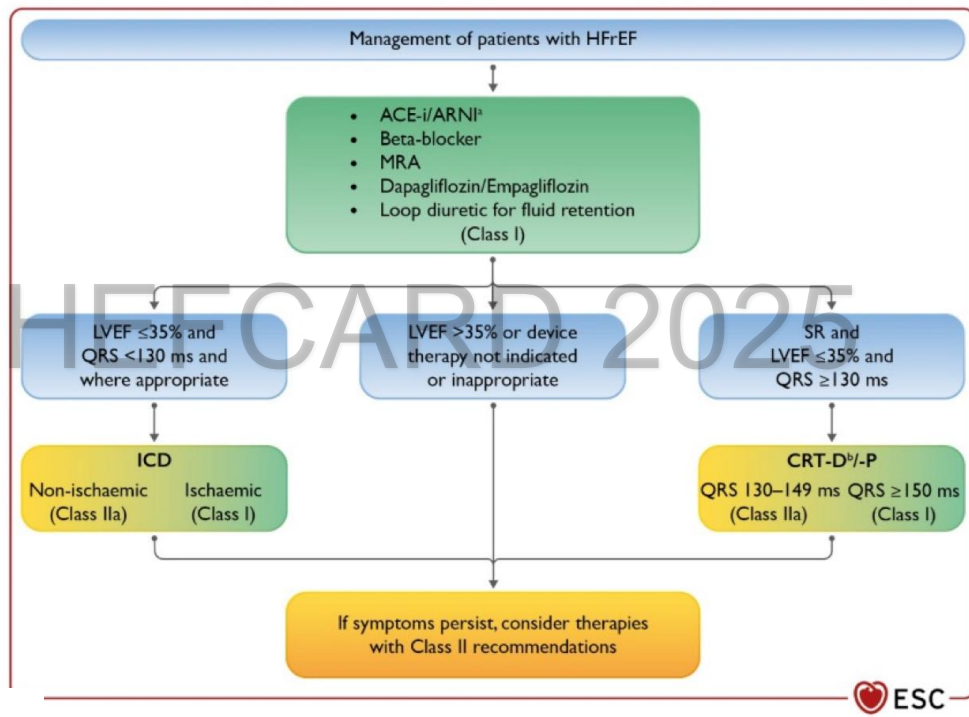 Management of patients with HFrEF
• ACE-i/ARNIᵃ
• Beta-blocker
• MRA
• Dapagliflozin/Empagliflozin
• Loop diuretic for fluid retention
(Class I)
HEFCARD 2025
LVEF ≤35% and
QRS <130 ms and
where appropriate
LVEF >35% or device
therapy not indicated
or inappropriate
SR and
LVEF ≤35% and
QRS ≥130 ms
ICD
Non-ischaemic Ischaemic
(Class IIa) (Class I)
CRT-Dᵇ/-P
QRS 130–149 ms QRS ≥150 ms
(Class IIa) (Class I)
If symptoms persist, consider therapies
with Class II recommendations
ESC